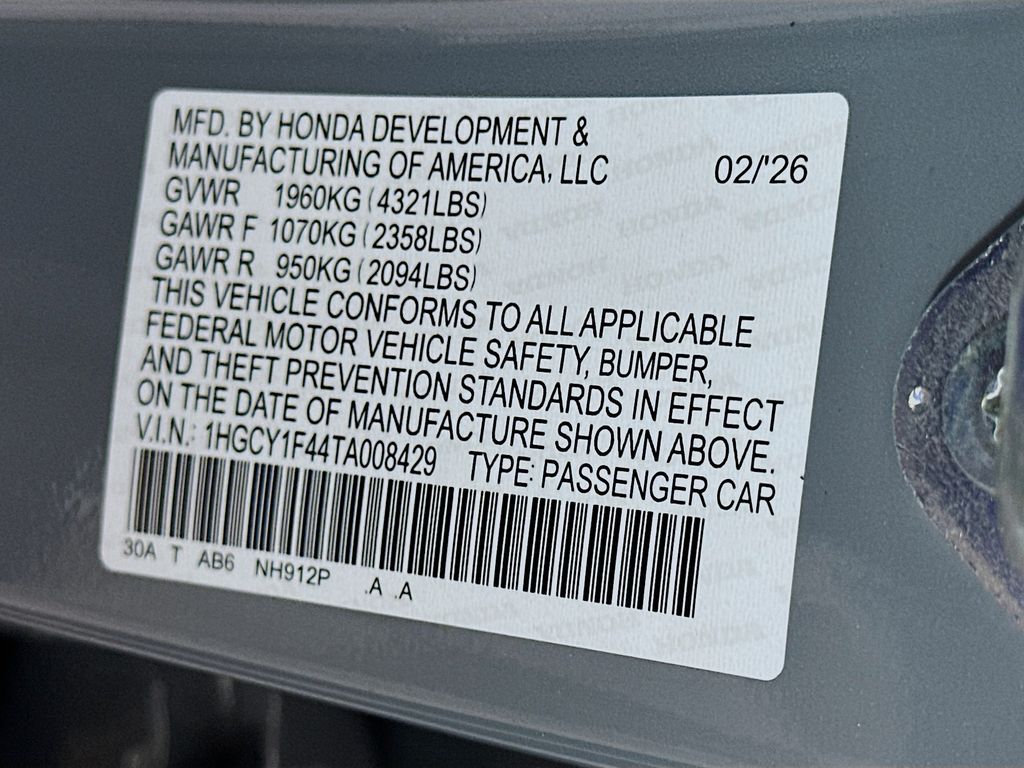 MFD. BY HONDA DEVELOPMENT &
MANUFACTURING OF AMERICA, LLC 02/'26
GVWR 1960KG (4321LBS)
GAWR F 1070KG (2358LBS)
GAWR R 950KG (2094LBS)
THIS VEHICLE CONFORMS TO ALL APPLICABLE
FEDERAL MOTOR VEHICLE SAFETY, BUMPER,
AND THEFT PREVENTION STANDARDS IN EFFECT
ON THE DATE OF MANUFACTURE SHOWN ABOVE.
V.I.N.: 1HGCY1F44TA008429 TYPE: PASSENGER CAR
30A T AB6 NH912P .A .A